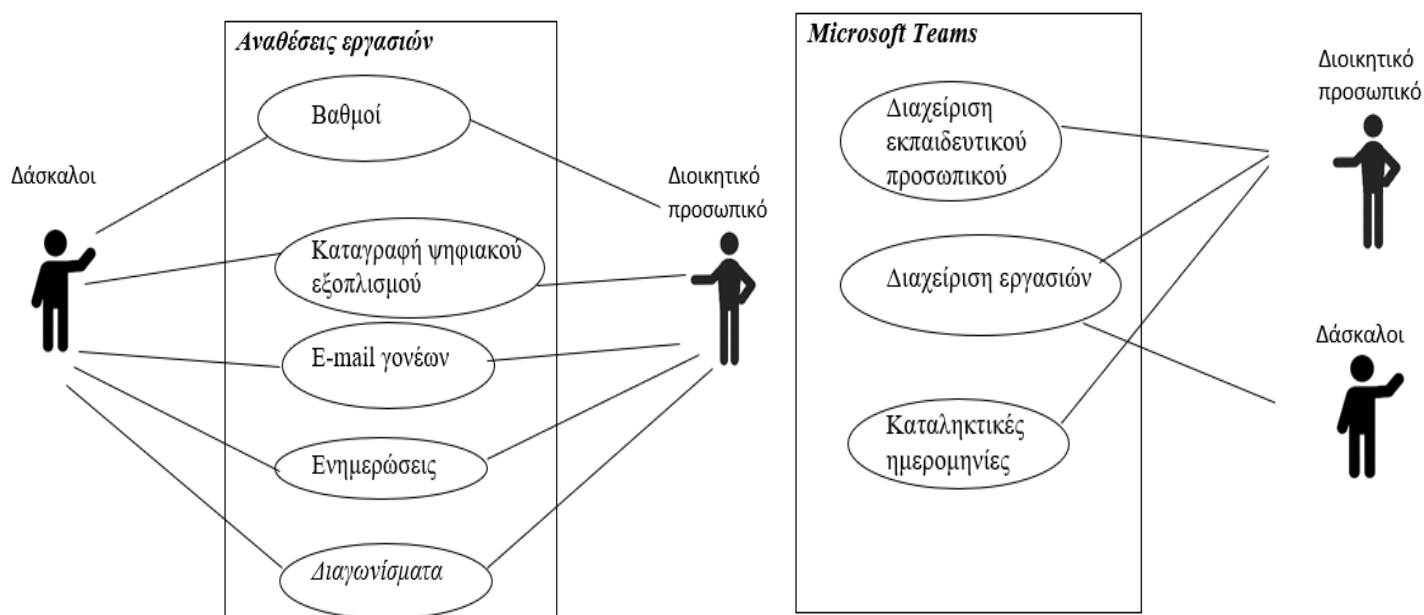 Αναθέσεις εργασιών
Βαθμοί
Δάσκαλοι
Διοικητικό
προσωπικό
Καταγραφή ψηφιακού
εξοπλισμού
E-mail γονέων
Ενημερώσεις
Διαγωνίσματα
Microsoft Teams
Διαχείριση
εκπαιδευτικού
προσωπικού
Διοικητικό
προσωπικό
Διαχείριση εργασιών
Δάσκαλοι
Καταληκτικές
ημερομηνίες